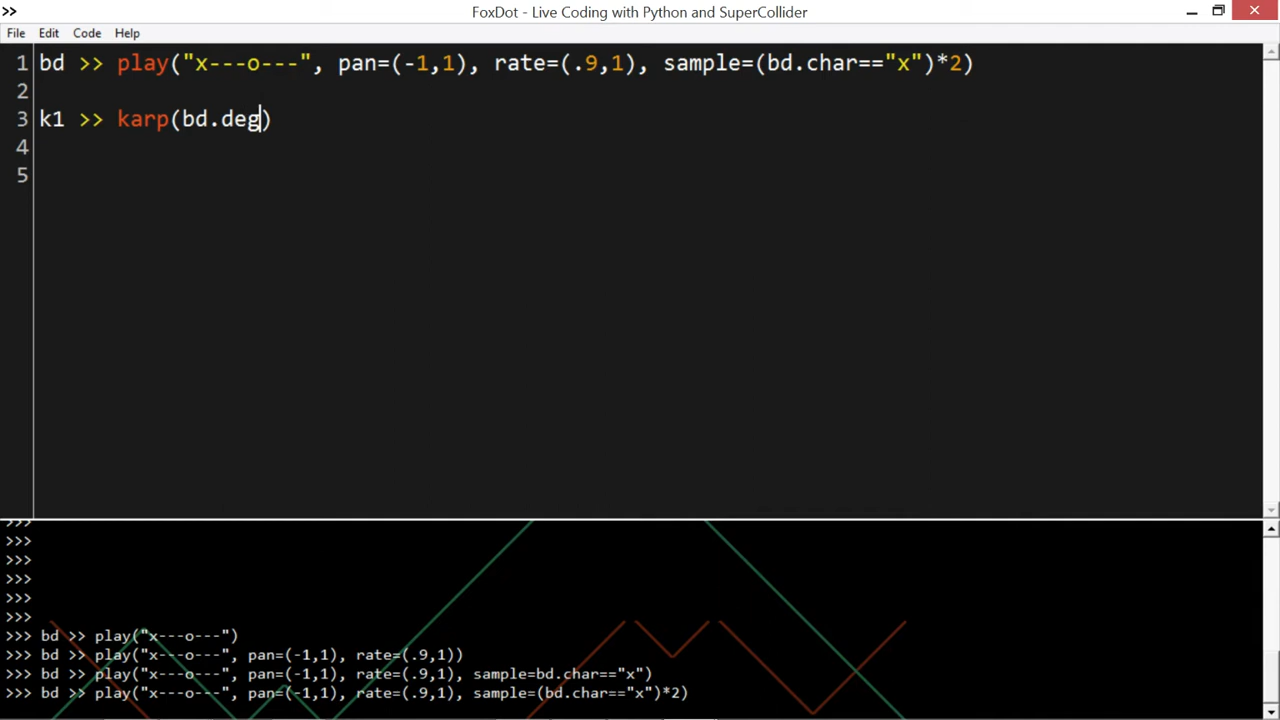 >> FoxDot - Live Coding with Python and SuperCollider
File Edit Code Help
1 bd >> play("x---o---", pan=(-1,1), rate=(.9,1), sample=(bd.char=="x")*2)
2
3 k1 >> karp(bd.deg)
4
5
>>>
>>>
>>>
>>>
>>>
>>>
>>> bd >> play("x---o---")
>>> bd >> play("x---o---", pan=(-1,1), rate=(.9,1))
>>> bd >> play("x---o---", pan=(-1,1), rate=(.9,1), sample=bd.char=="x")
>>> bd >> play("x---o---", pan=(-1,1), rate=(.9,1), sample=(bd.char=="x")*2)